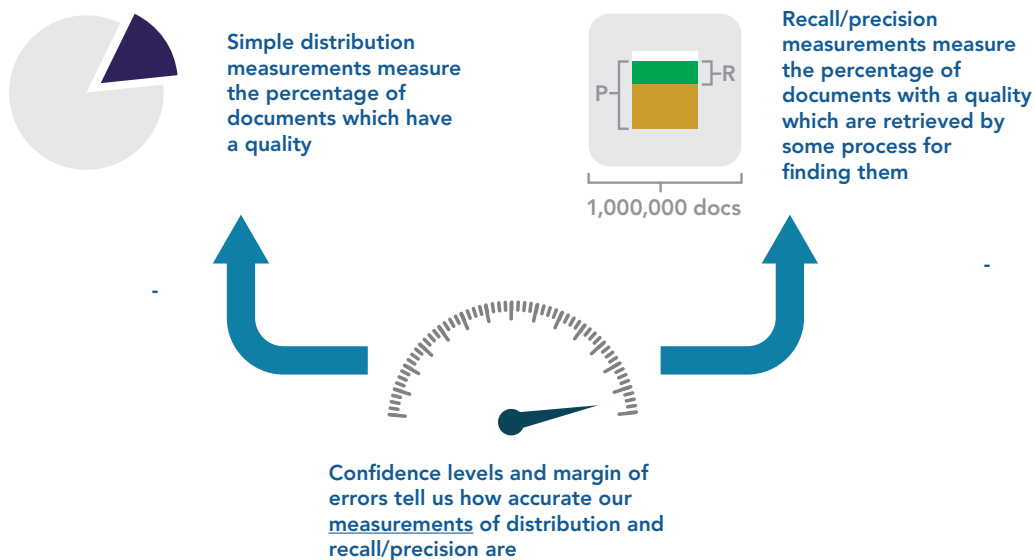 Simple distribution
measurements measure
the percentage of
documents which have
a quality
P
R
1,000,000 docs
Recall/precision
measurements measure
the percentage of
documents with a quality
which are retrieved by
some process for
finding them
-
-
Confidence levels and margin of
errors tell us how accurate our
measurements of distribution and
recall/precision are